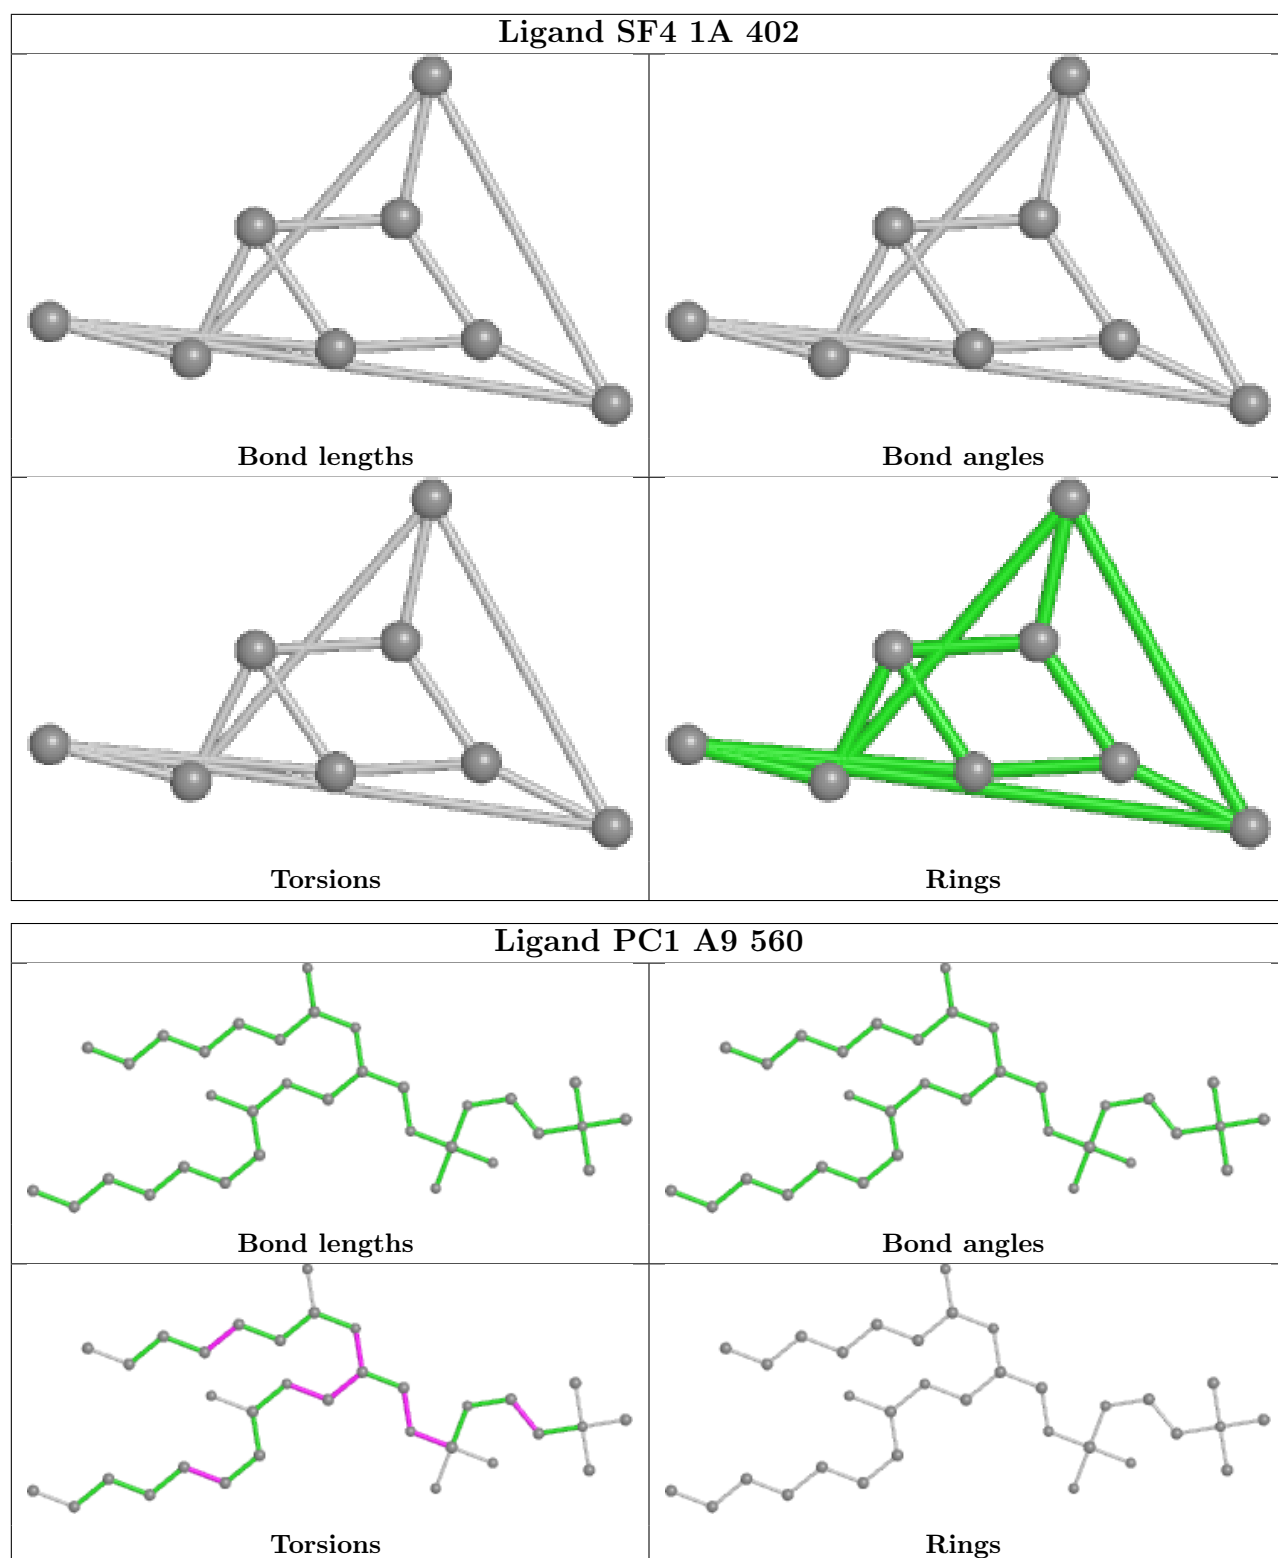 Ligand SF4 1A 402
Bond lengths
Bond angles
Torsions
Rings
Ligand PC1 A9 560
Bond lengths
Bond angles
Torsions
Rings